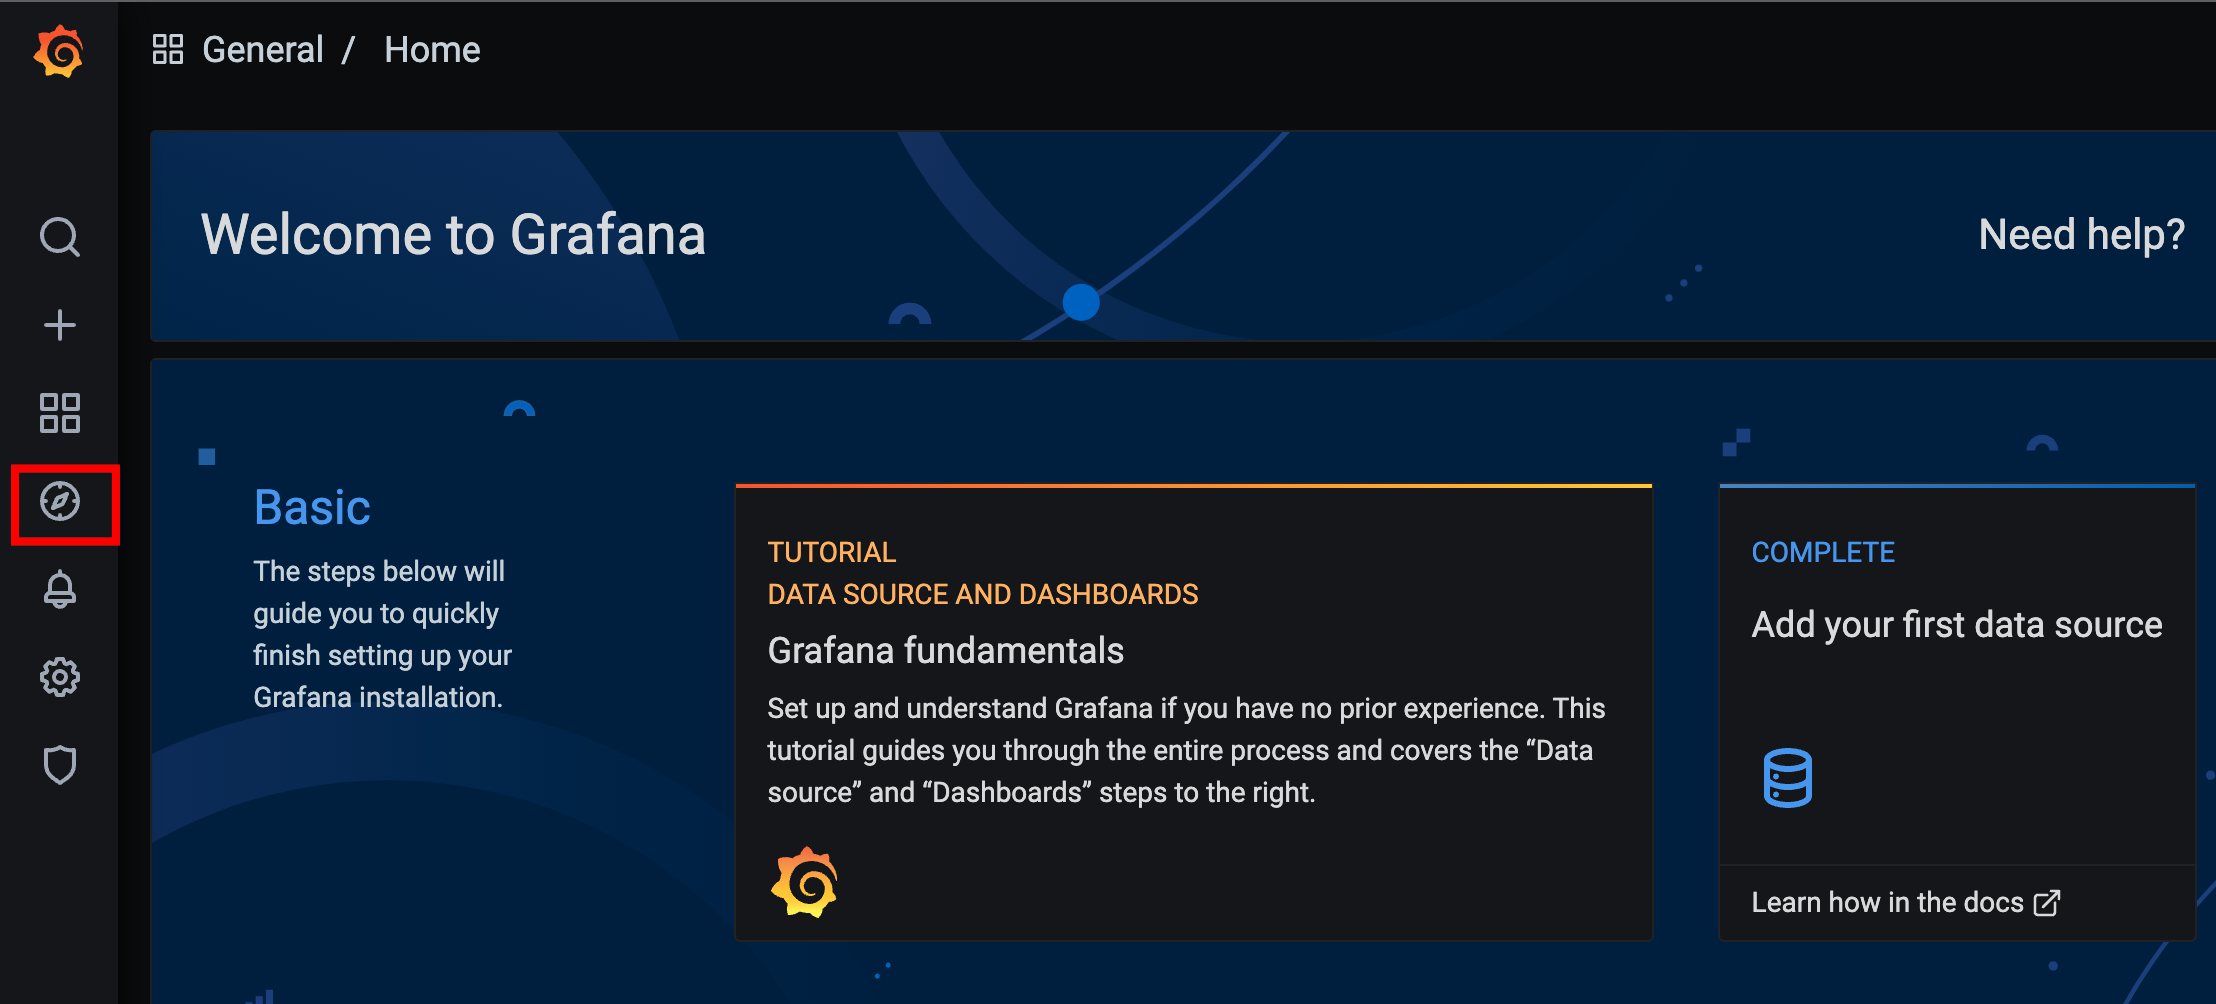 General / Home
Welcome to Grafana
Need help?
Basic
The steps below will
guide you to quickly
finish setting up your
Grafana installation.
TUTORIAL
DATA SOURCE AND DASHBOARDS
Grafana fundamentals
Set up and understand Grafana if you have no prior experience. This
tutorial guides you through the entire process and covers the “Data
source” and “Dashboards” steps to the right.
COMPLETE
Add your first data source
Learn how in the docs